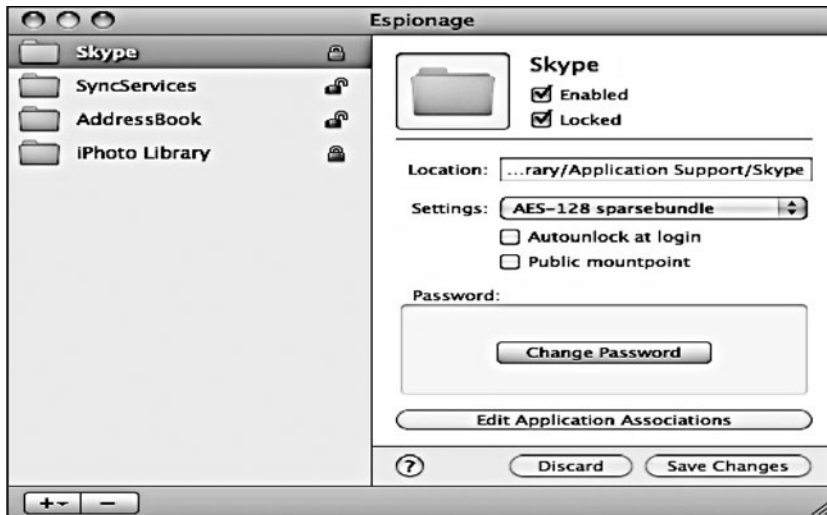 Espionage
Skype
SyncServices
AddressBook
iPhoto Library
Skype
Enabled
Locked
Location: ...rary/Application Support/Skype
Settings: AES-128 sparsebundle
Autounlock at login
Public mountpoint
Password:
Change Password
Edit Application Associations
? Discard Save Changes
+ −